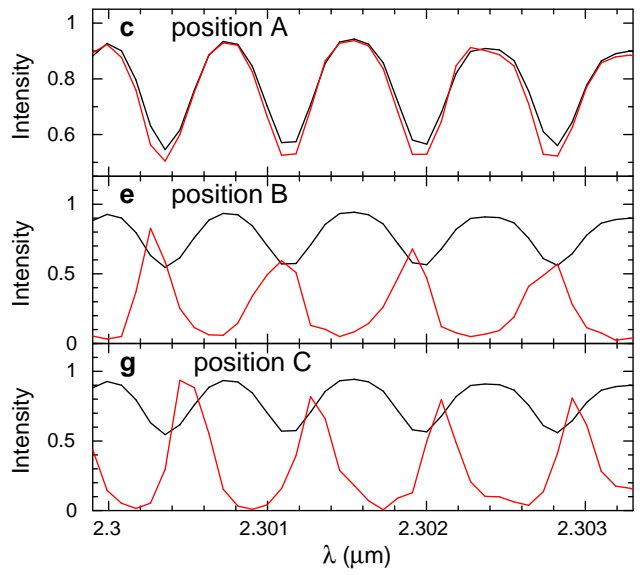 c position A
Intensity
1
0.8
0.6
e position B
Intensity
1
0.5
0
g position C
Intensity
1
0.5
0
2.3 2.301 2.302 2.303
λ (μm)